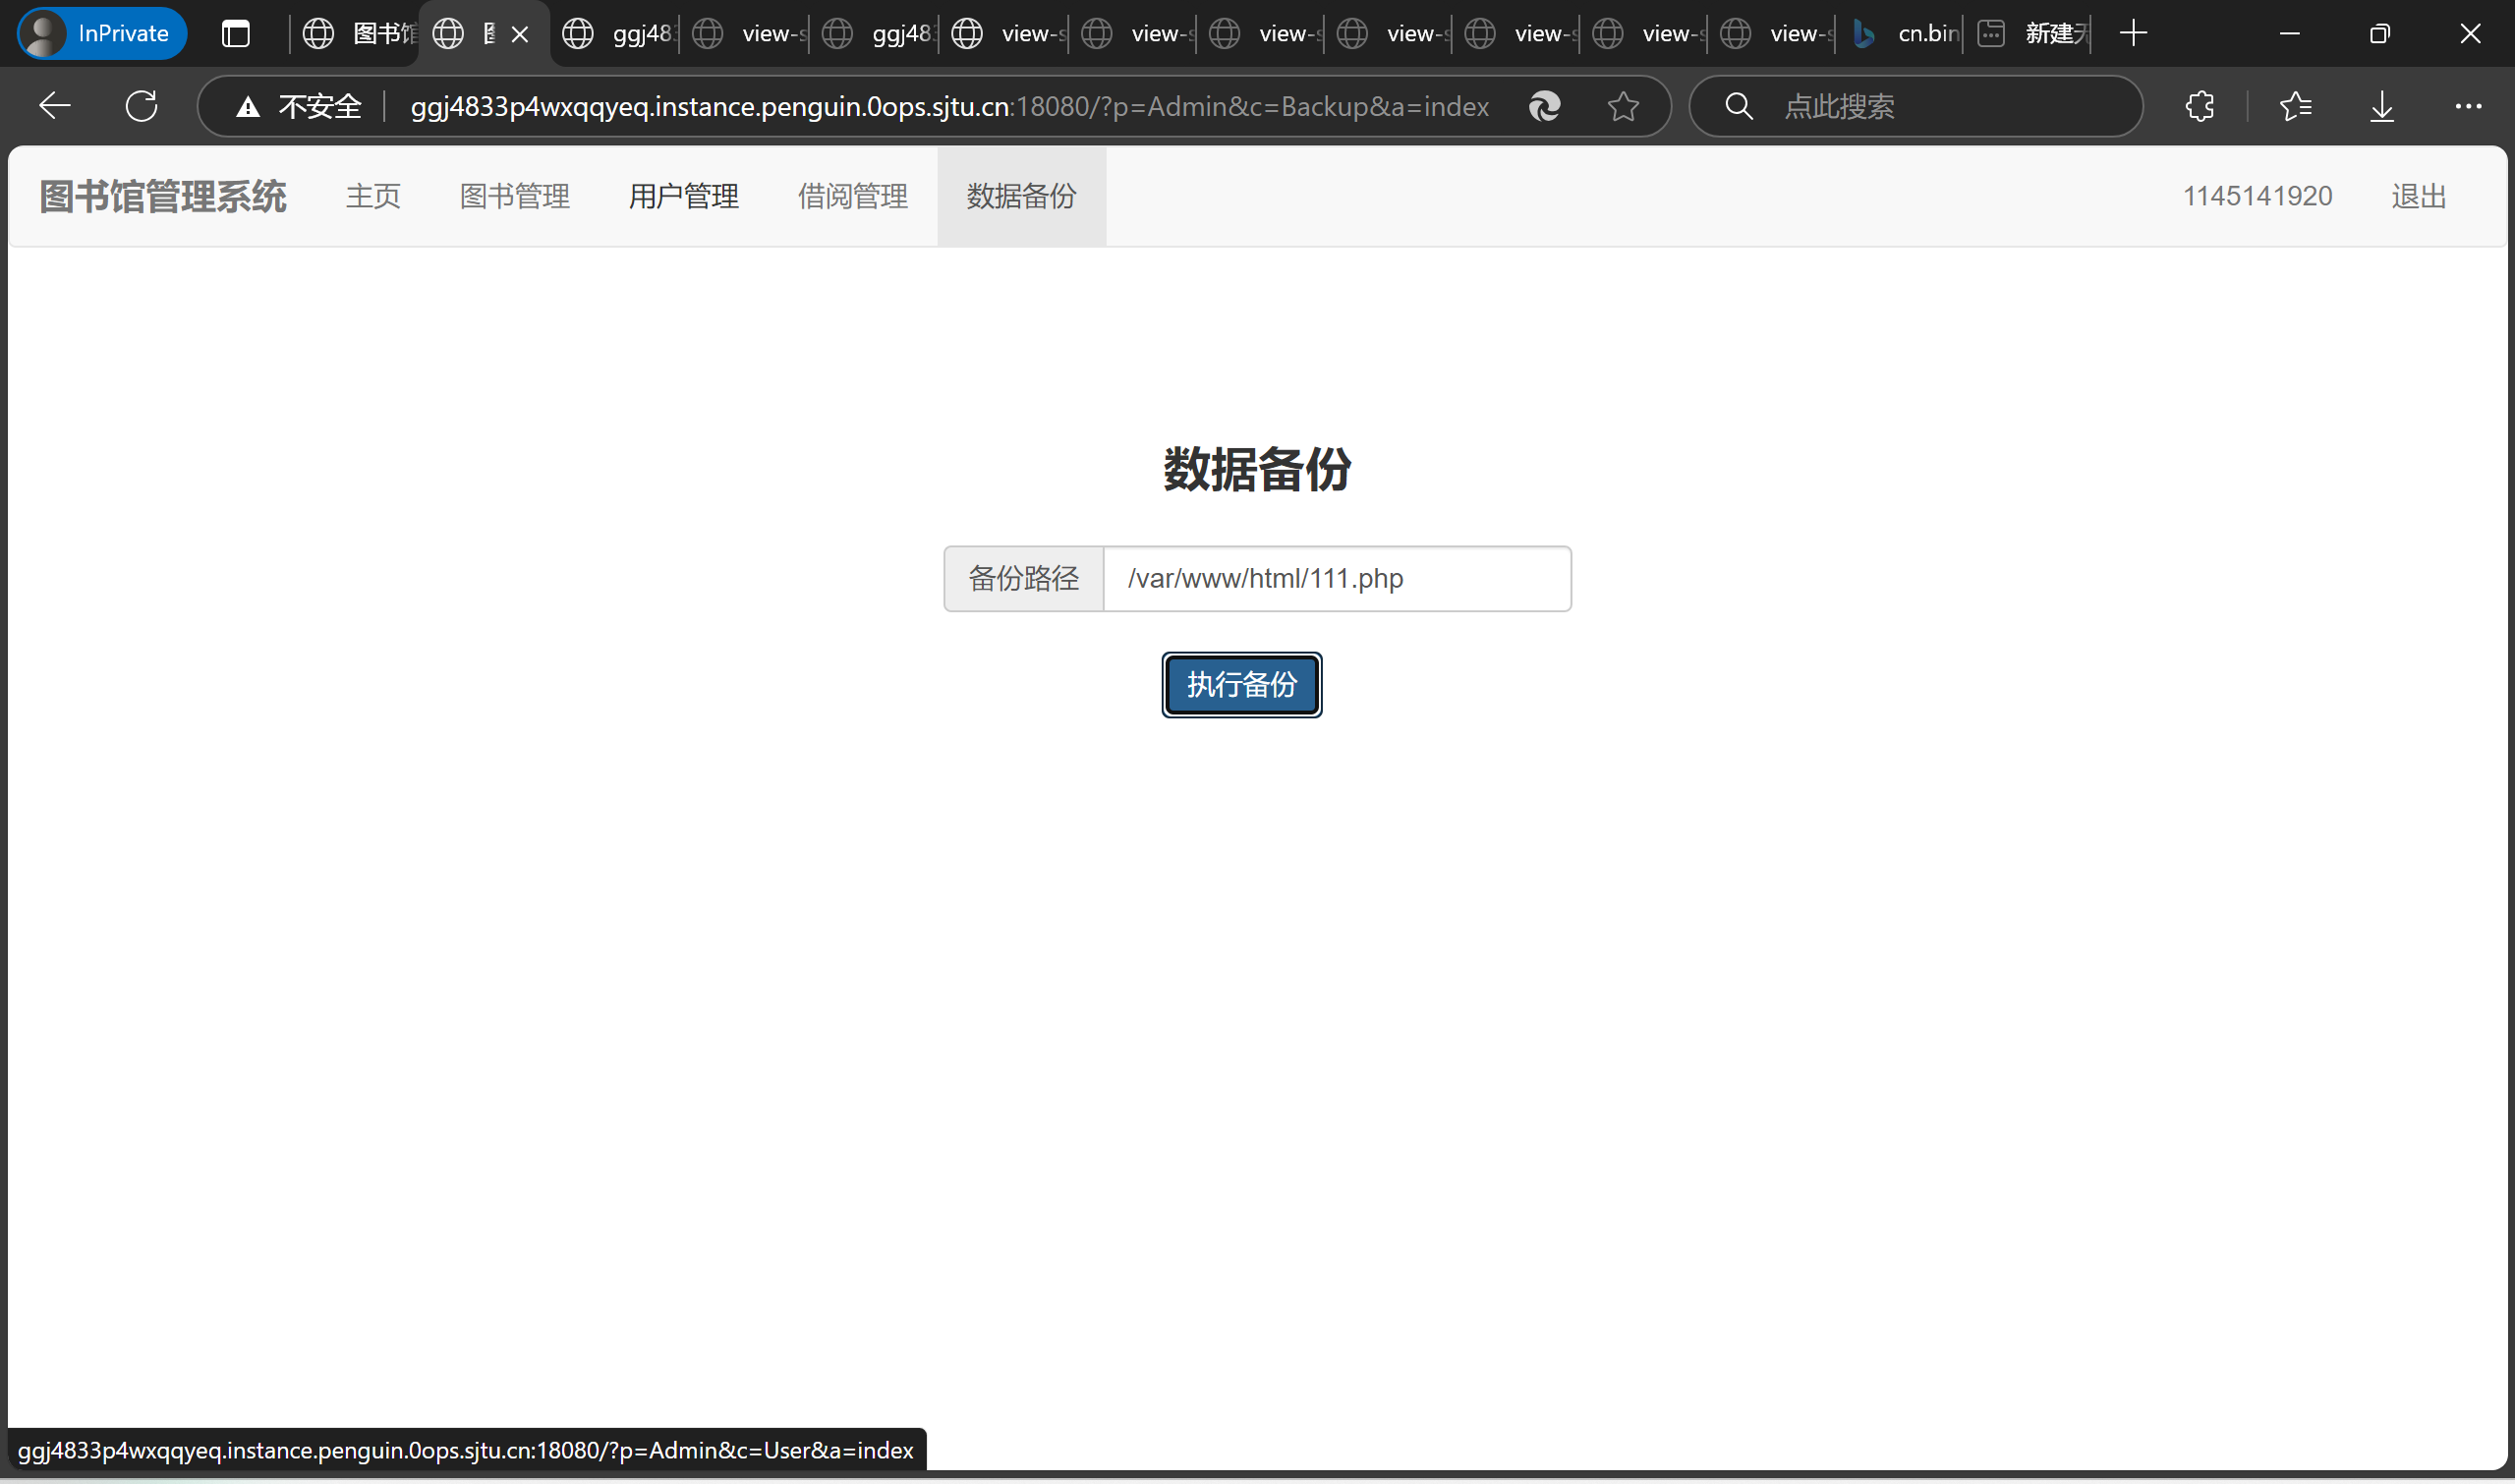 InPrivate
图书馆
ggj48
view-s
ggj48
view-s
view-s
view-s
view-s
view-s
view-s
view-s
cn.bin
新建无
不安全
ggj4833p4wxqqyeq.instance.penguin.0ops.sjtu.cn:18080/?p=Admin&c=Backup&a=index
点此搜索
图书馆管理系统
主页
图书管理
用户管理
借阅管理
数据备份
1145141920
退出
数据备份
备份路径
/var/www/html/111.php
执行备份
ggj4833p4wxqqyeq.instance.penguin.0ops.sjtu.cn:18080/?p=Admin&c=User&a=index